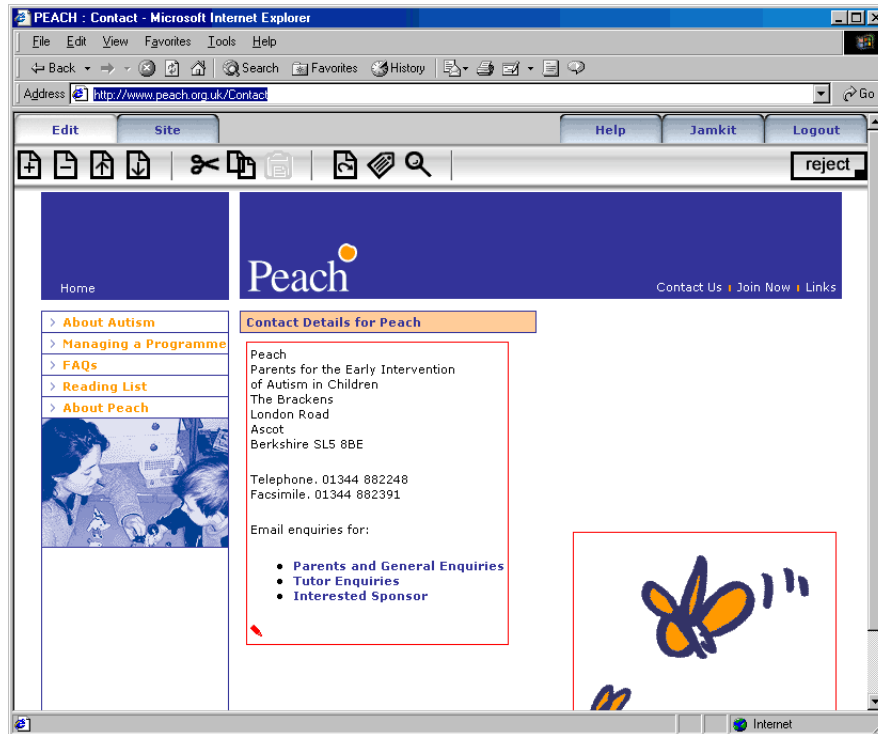 PEACH : Contact - Microsoft Internet Explorer
File Edit View Favorites Tools Help
Back Search Favorites History
Address http://www.peach.org.uk/Contact Go
Edit Site Help Jamkit Logout
reject
Peach
Home Contact Us Join Now Links
> About Autism
> Managing a Programme
> FAQs
> Reading List
> About Peach
Contact Details for Peach
Peach
Parents for the Early Intervention
of Autism in Children
The Brackens
London Road
Ascot
Berkshire SL5 8BE
Telephone. 01344 882248
Facsimile. 01344 882391
Email enquiries for:
• Parents and General Enquiries
• Tutor Enquiries
• Interested Sponsor
Internet